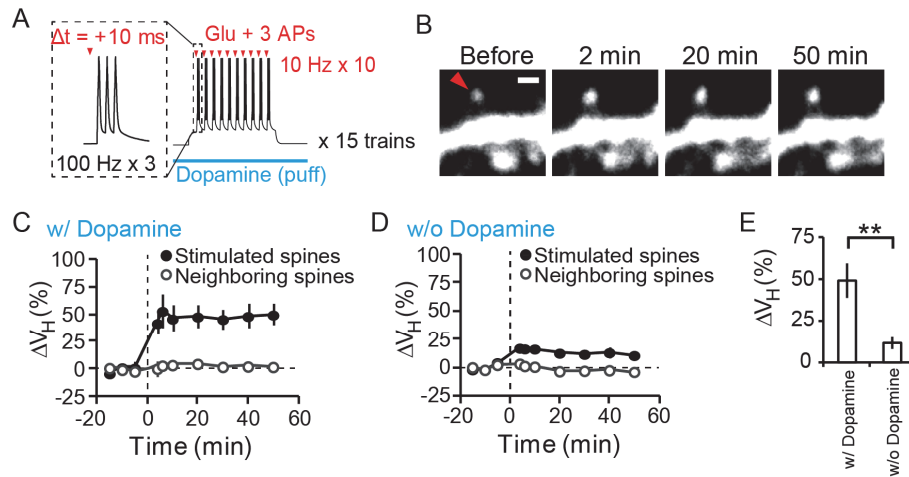 A
Δt = +10 ms
Glu + 3 APs
10 Hz x 10
x 15 trains
100 Hz x 3
Dopamine (puff)
B
Before
2 min
20 min
50 min
C
w/ Dopamine
Stimulated spines
Neighboring spines
ΔVH (%)
100
75
50
25
0
-25
-20
0
20
40
60
Time (min)
D
w/o Dopamine
Stimulated spines
Neighboring spines
ΔVH (%)
100
75
50
25
0
-25
-20
0
20
40
60
Time (min)
E
**
ΔVH (%)
75
50
25
0
w/ Dopamine
w/o Dopamine